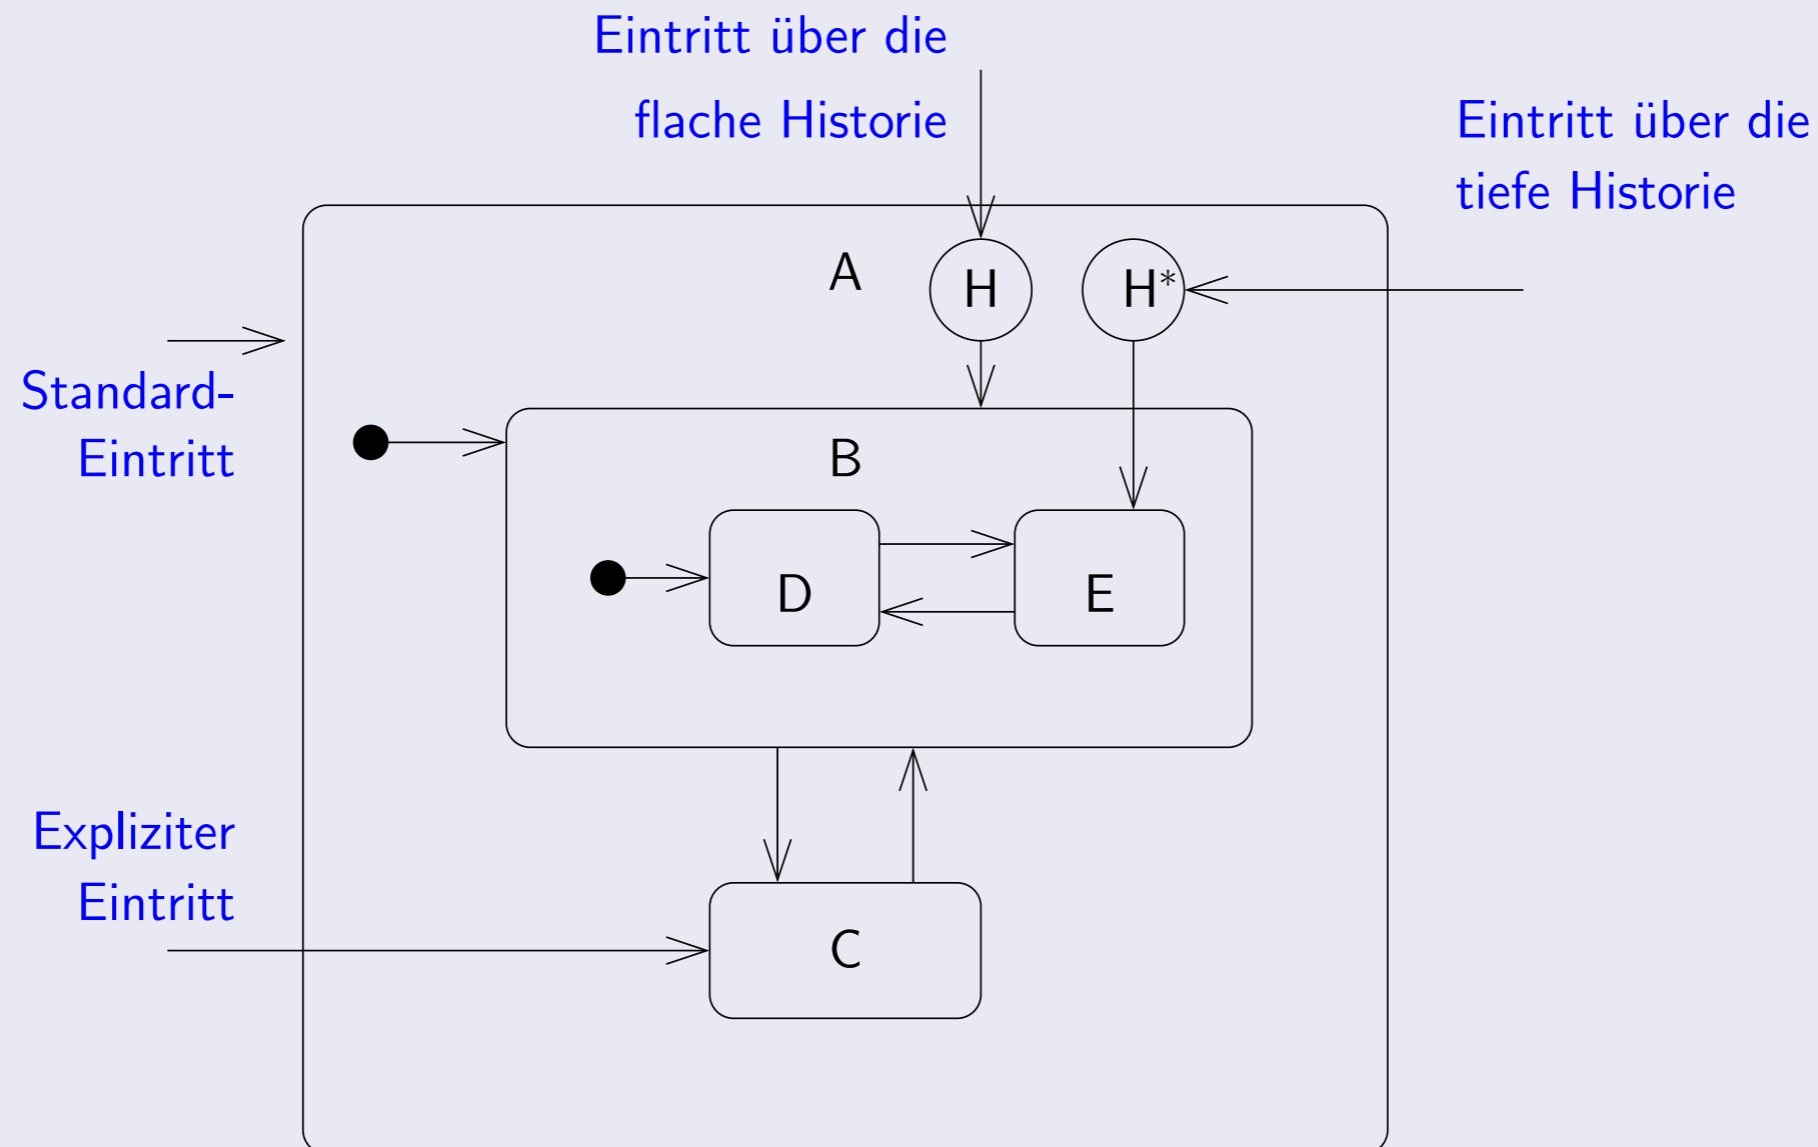 Eintritt über die
flache Historie
Eintritt über die
tiefe Historie
A
H
H*
Standard-
Eintritt
B
D
E
Expliziter
Eintritt
C